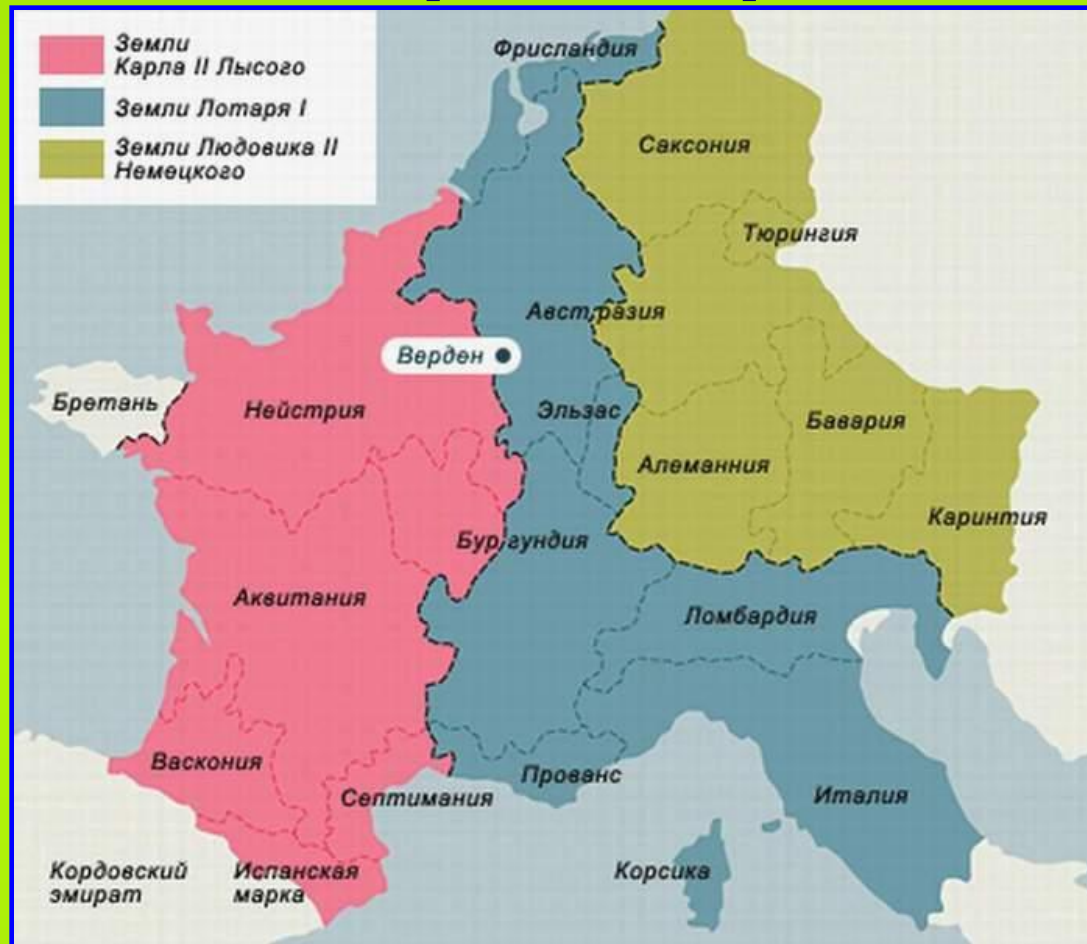 Земли
Карла II Лысого
Земли Лотаря I
Земли Людовика II
Немецкого
Фрисландия
Саксония
Тюрингия
Австразия
Верден
Бретань
Нейстрия
Эльзас
Бавария
Алеманния
Каринтия
Бургундия
Аквитания
Ломбардия
Васкония
Септимания
Прованс
Италия
Кордовский
эмират
Испанская
марка
Корсика